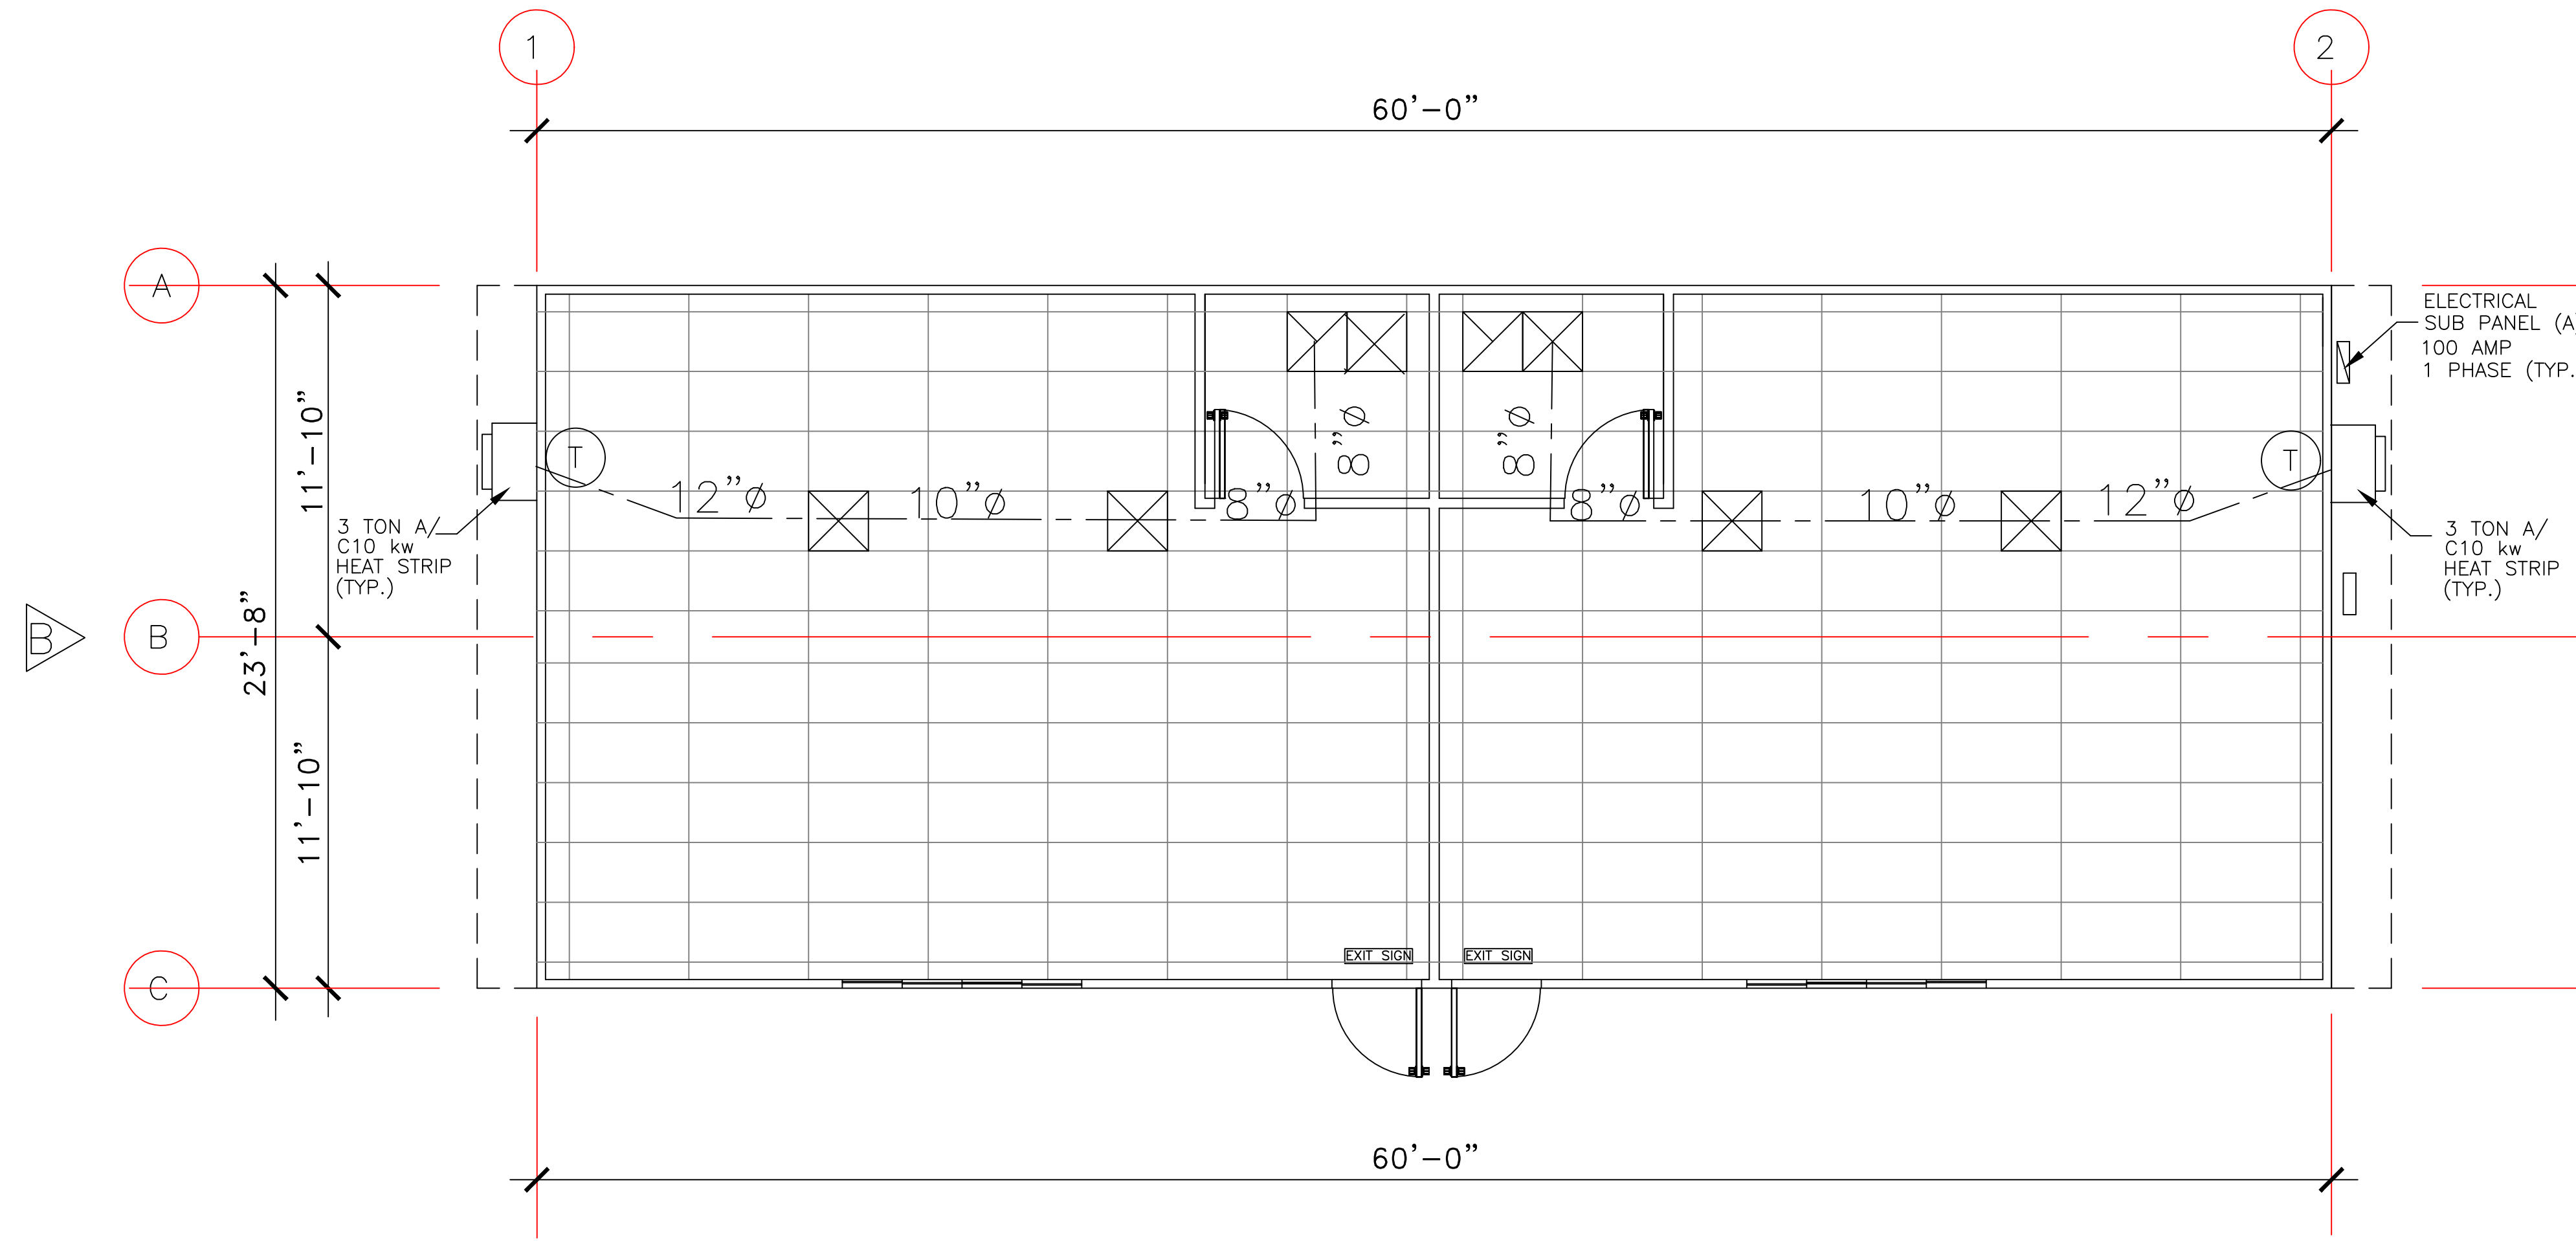 1
2
60'-0"
A
ELECTRICAL
SUB PANEL (A)
100 AMP
1 PHASE (TYP.
11'-10"
8"ø
8"ø
T
T
12"ø
10"ø
8"ø
8"ø
10"ø
12"ø
3 TON A/
C10 kw
HEAT STRIP
(TYP.)
3 TON A/
C10 kw
HEAT STRIP
(TYP.)
B
B
23'-8"
11'-10"
EXIT SIGN
EXIT SIGN
C
60'-0"